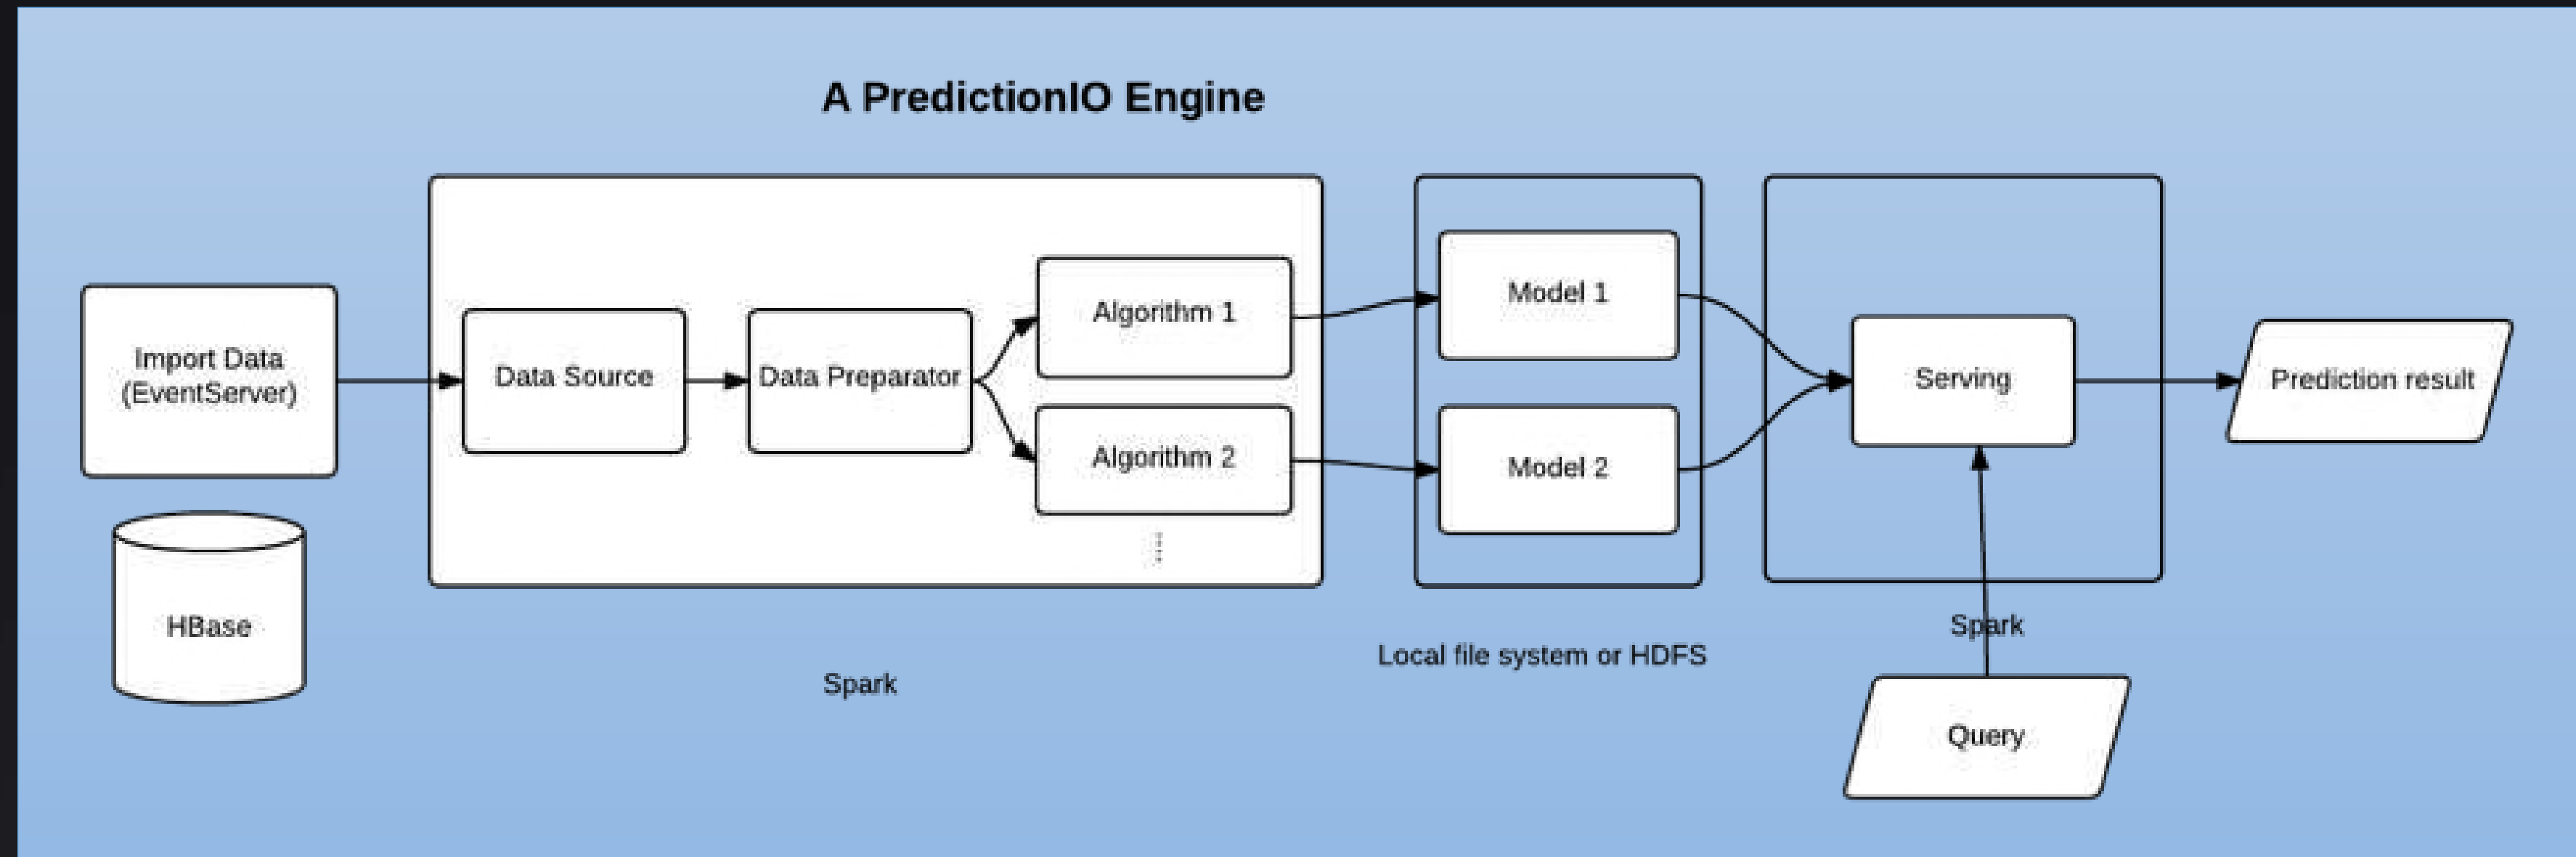 A PredictionIO Engine
Import Data
(EventServer)
HBase
Data Source
Data Preparator
Algorithm 1
Algorithm 2
Spark
Model 1
Model 2
Local file system or HDFS
Serving
Spark
Query
Prediction result